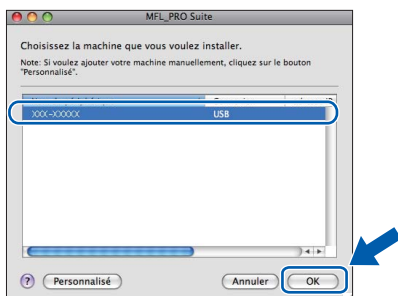 MFL_PRO Suite
Choisissez la machine que vous voulez installer.
Note: Si voulez ajouter votre machine manuellement, cliquez sur le bouton
"Personnalisé".
XXX-XXXXX USB
? Personnalisé Annuler OK